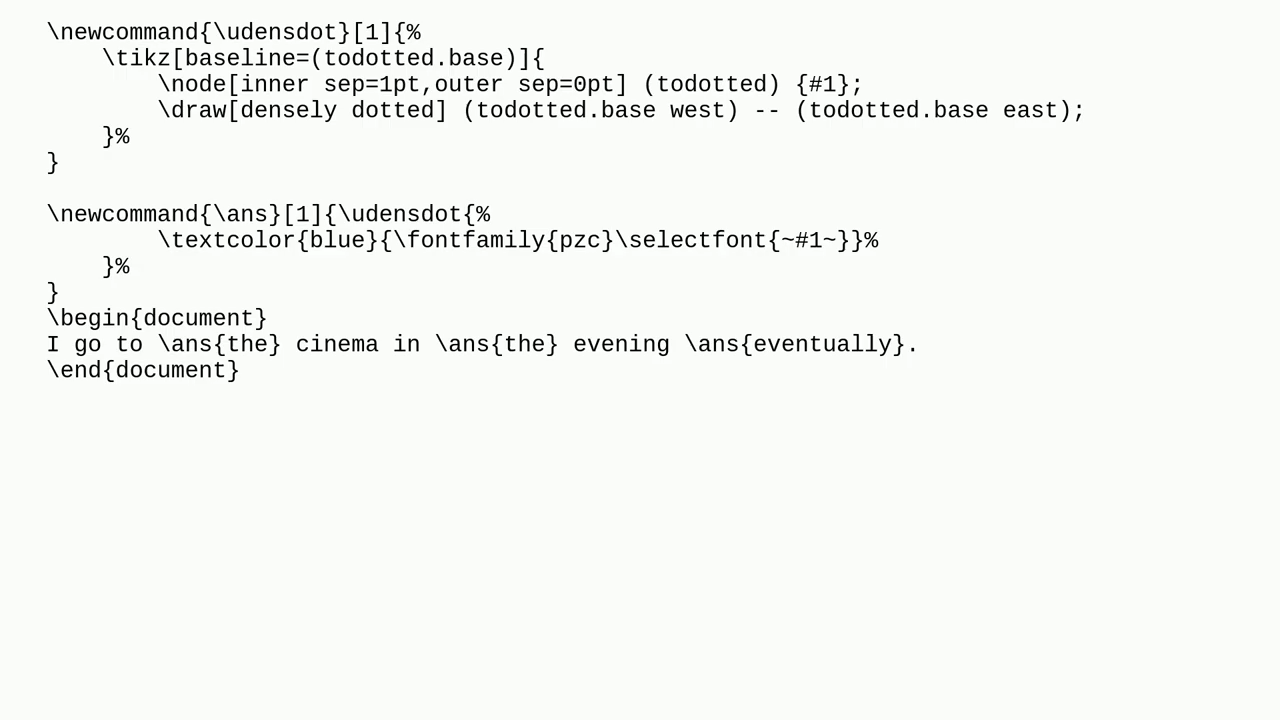 \newcommand{\udensdot}[1]{%
    \tikz[baseline=(todotted.base)]{
        \node[inner sep=1pt,outer sep=0pt] (todotted) {#1};
        \draw[densely dotted] (todotted.base west) -- (todotted.base east);
    }%
}

\newcommand{\ans}[1]{\udensdot{%
        \textcolor{blue}{\fontfamily{pzc}\selectfont{~#1~}}%
    }%
}
\begin{document}
I go to \ans{the} cinema in \ans{the} evening \ans{eventually}.
\end{document}